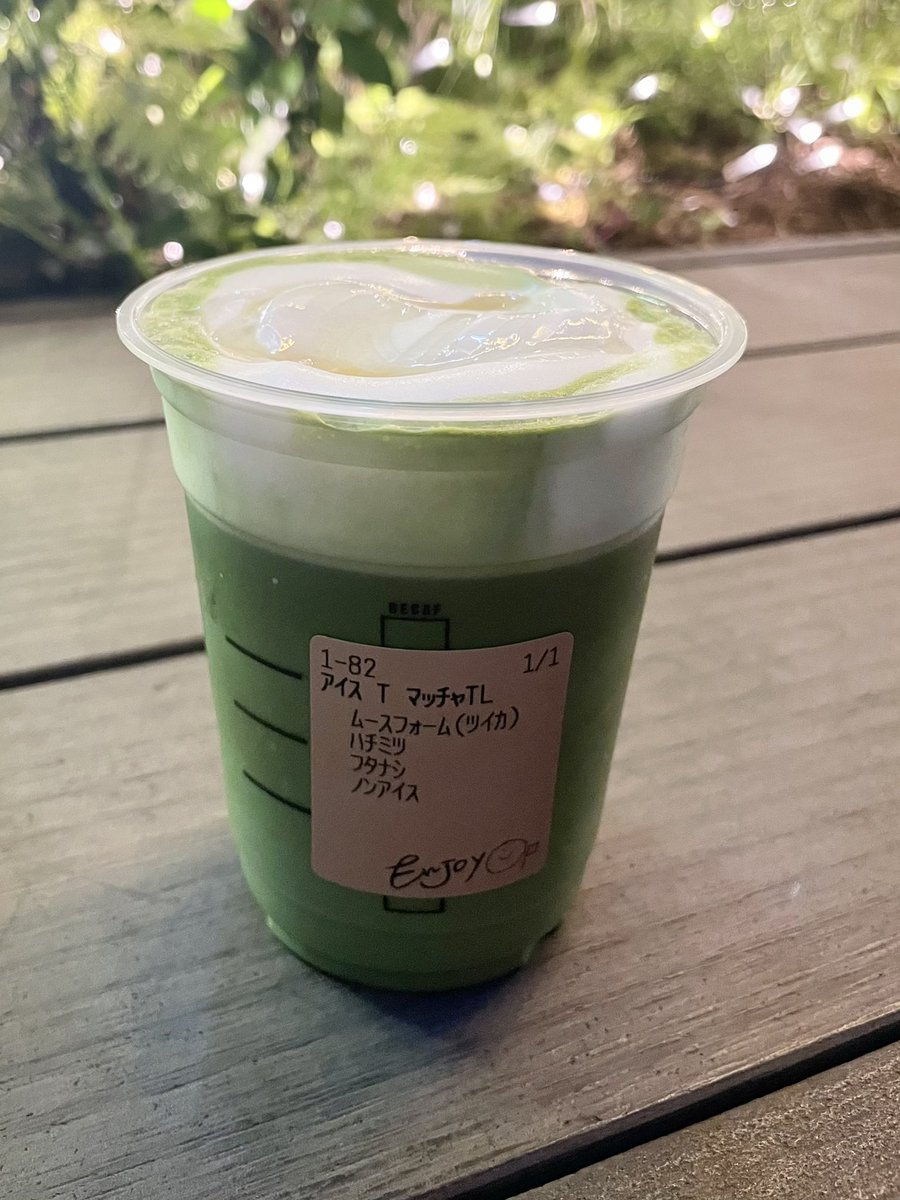 DECAF
1-82 1/1
アイス T マッチャTL
ムースフォーム(ツイカ)
ハチミツ
フタナシ
ノンアイス
Enjoy